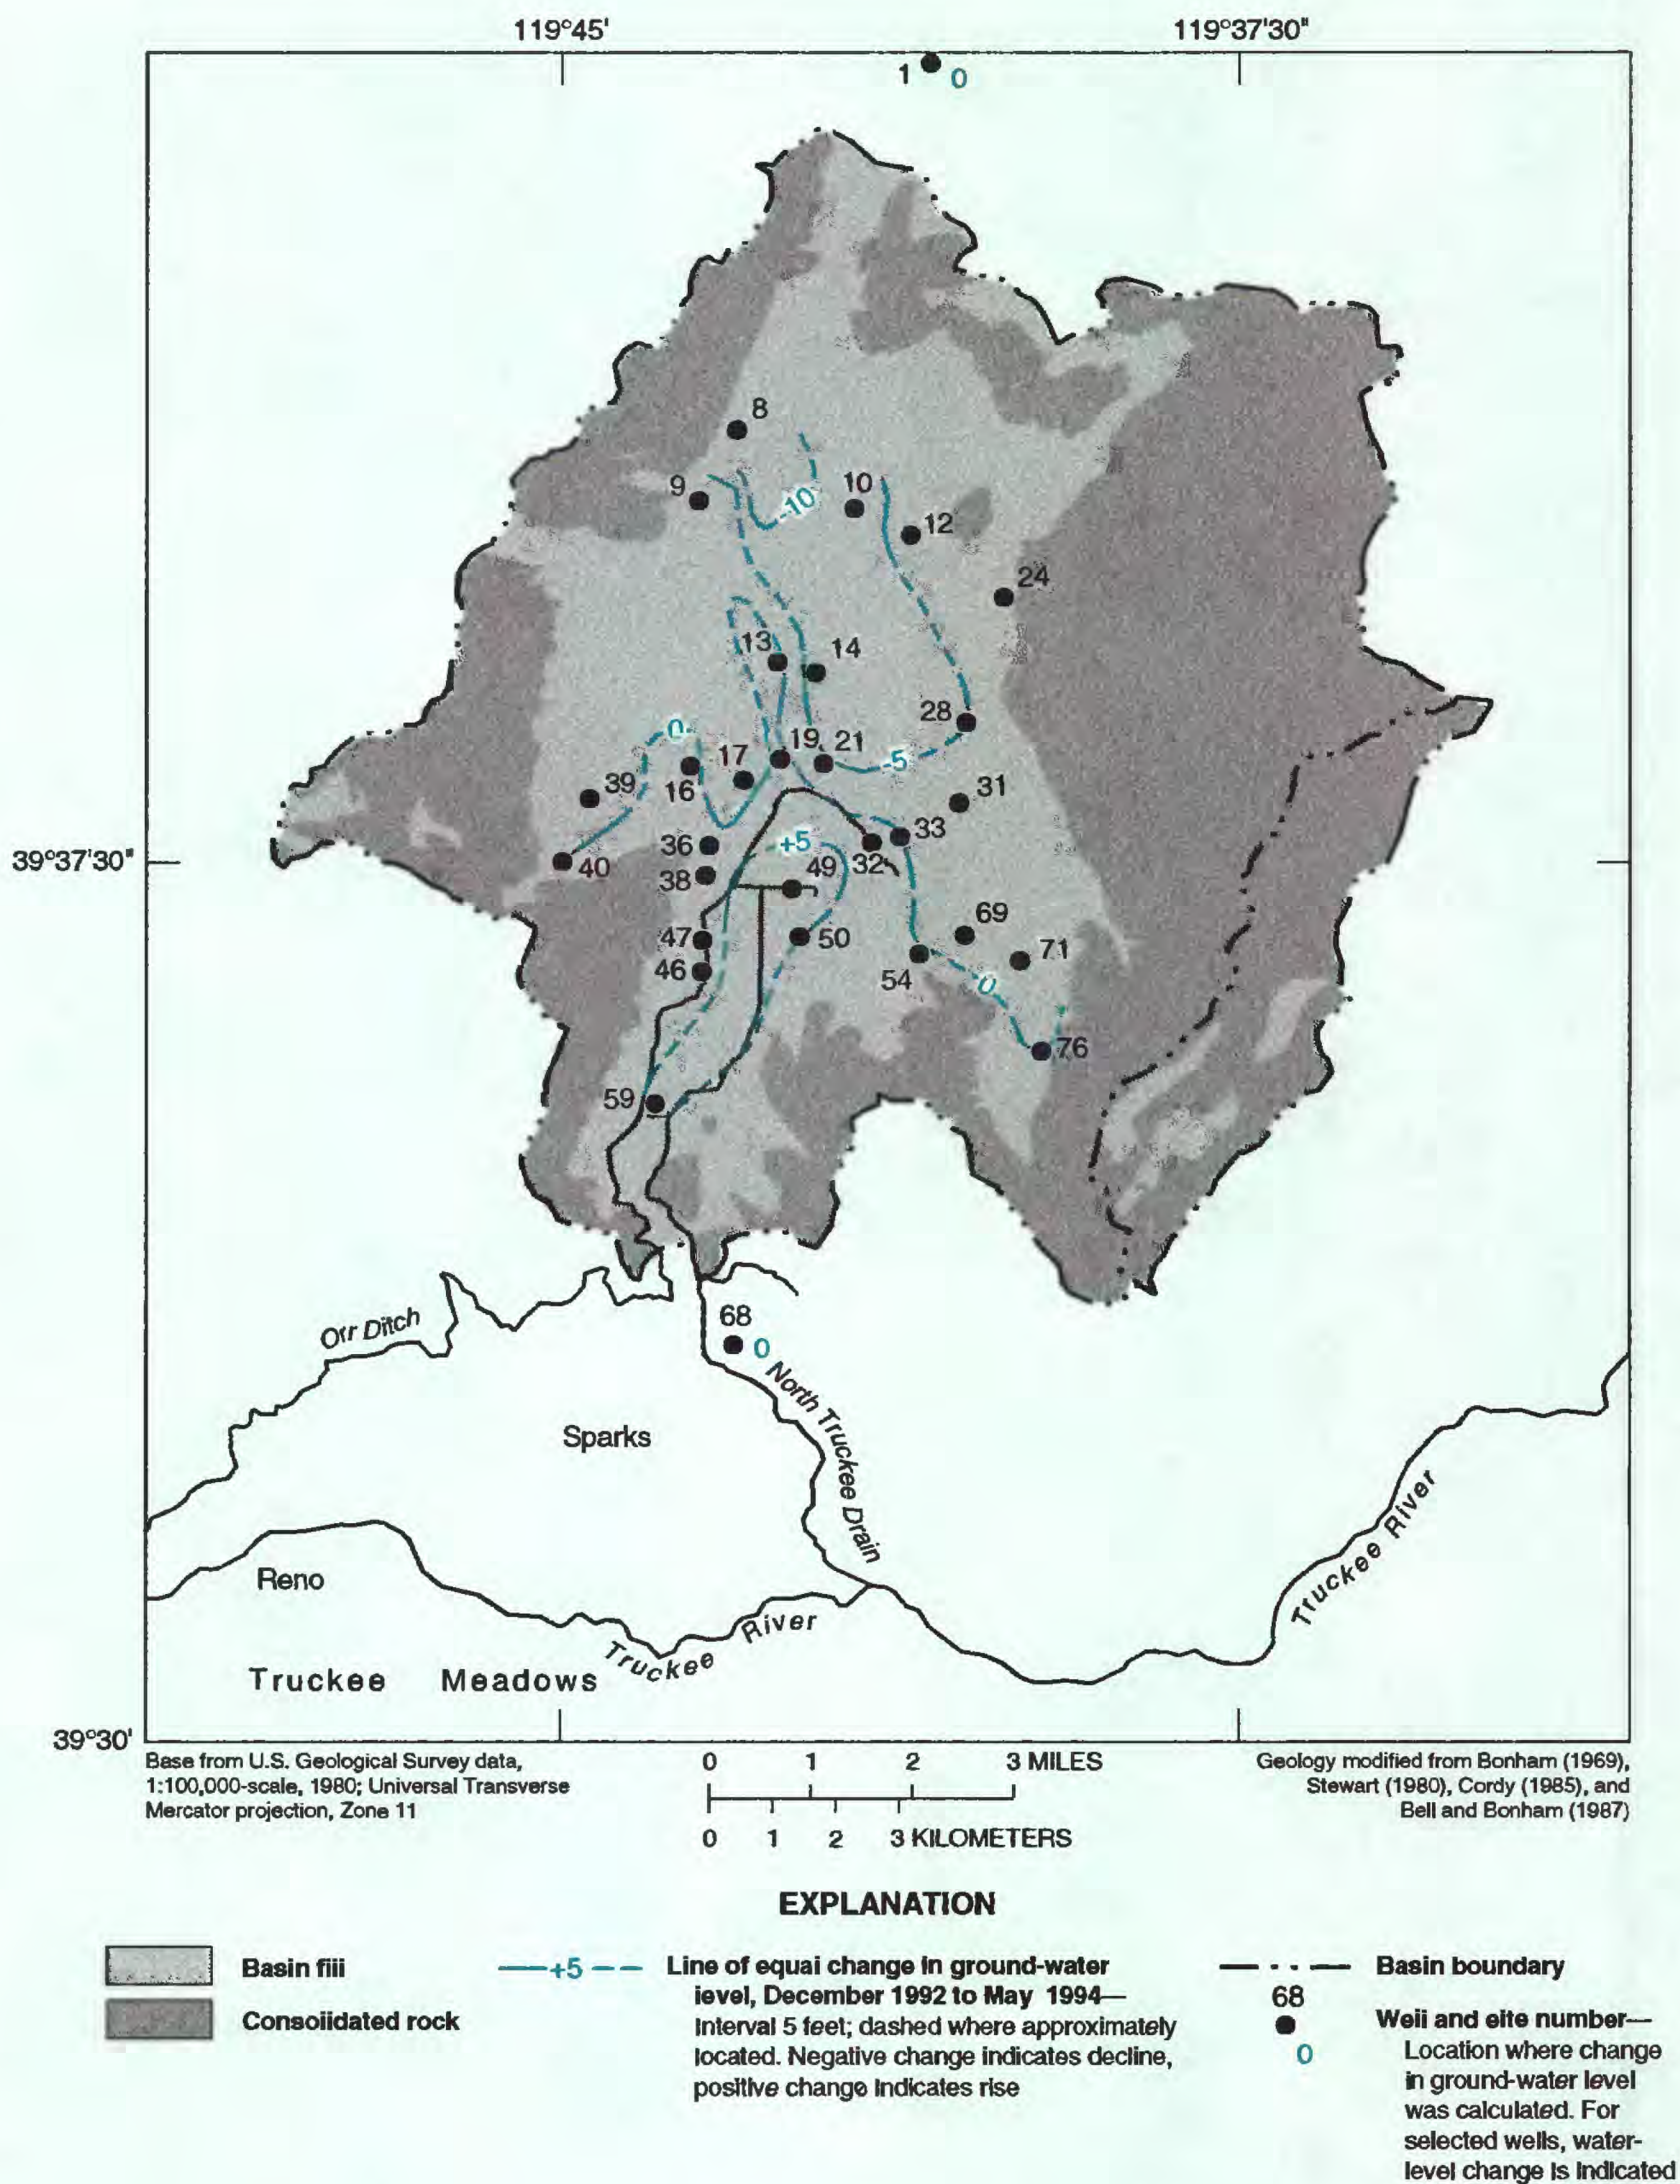 119°45'
119°37'30"
1
0
8
9
-10
10
12
24
13
14
28
0
17
19
21
-5
39
16
31
33
+5
36
32
40
38
49
39°37'30"
69
47
50
71
46
54
0
76
59
68
0
Orr Ditch
North Truckee Drain
Sparks
Reno
Truckee River
Truckee River
Truckee Meadows
39°30'
Base from U.S. Geological Survey data,
1:100,000-scale, 1980; Universal Transverse
Mercator projection, Zone 11
0 1 2 3 MILES
0 1 2 3 KILOMETERS
Geology modified from Bonham (1969),
Stewart (1980), Cordy (1985), and
Bell and Bonham (1987)
EXPLANATION
Basin fill
Consolidated rock
+5
Line of equal change in ground-water
level, December 1992 to May 1994—
Interval 5 feet; dashed where approximately
located. Negative change indicates decline,
positive change indicates rise
Basin boundary
68
0
Well and site number—
Location where change
in ground-water level
was calculated. For
selected wells, water-
level change is indicated